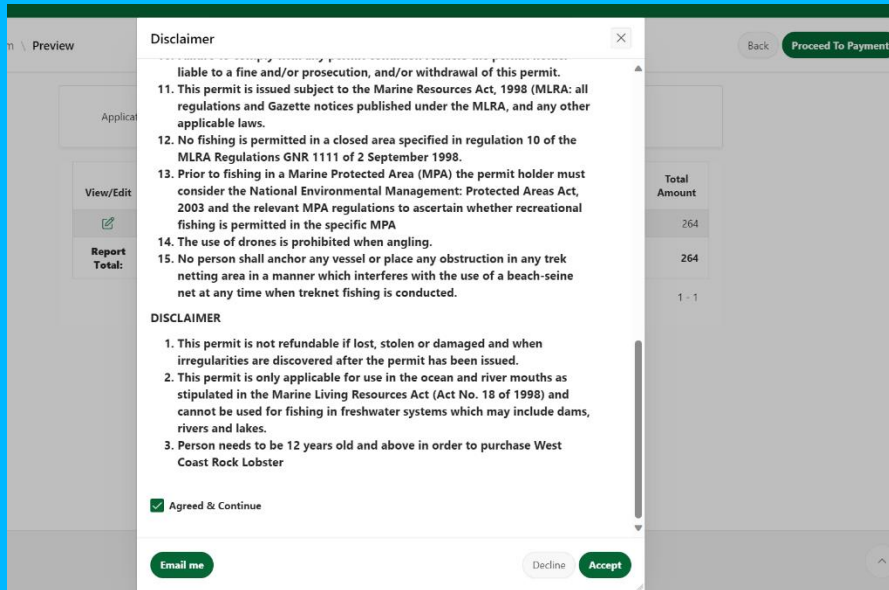 Preview
Disclaimer
Back
Proceed To Payment
liable to a fine and/or prosecution, and/or withdrawal of this permit.
11. This permit is issued subject to the Marine Resources Act, 1998 (MLRA: all
regulations and Gazette notices published under the MLRA, and any other
applicable laws.
12. No fishing is permitted in a closed area specified in regulation 10 of the
MLRA Regulations GNR 1111 of 2 September 1998.
13. Prior to fishing in a Marine Protected Area (MPA) the permit holder must
consider the National Environmental Management: Protected Areas Act,
2003 and the relevant MPA regulations to ascertain whether recreational
fishing is permitted in the specific MPA
14. The use of drones is prohibited when angling.
15. No person shall anchor any vessel or place any obstruction in any trek
netting area in a manner which interferes with the use of a beach-seine
net at any time when treknet fishing is conducted.
DISCLAIMER
1. This permit is not refundable if lost, stolen or damaged and when
irregularities are discovered after the permit has been issued.
2. This permit is only applicable for use in the ocean and river mouths as
stipulated in the Marine Living Resources Act (Act No. 18 of 1998) and
cannot be used for fishing in freshwater systems which may include dams,
rivers and lakes.
3. Person needs to be 12 years old and above in order to purchase West
Coast Rock Lobster
Agreed & Continue
Email me
Decline
Accept
Applicat
View/Edit
Total
Amount
264
Report
Total:
264
1 - 1